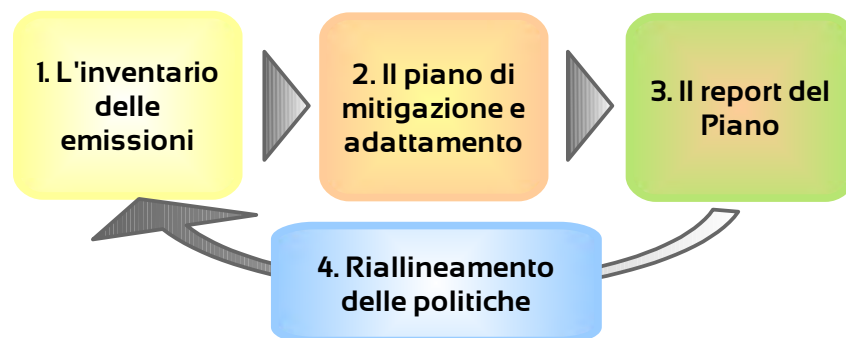 1. L'inventario
delle
emissioni
2. Il piano di
mitigazione e
adattamento
3. Il report del
Piano
4. Riallineamento
delle politiche